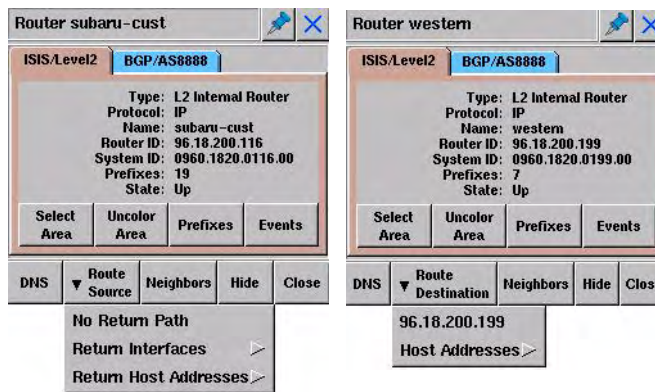 Router subaru-cust
ISIS/Level2 BGP/AS8888
Type: L2 Internal Router
Protocol: IP
Name: subaru-cust
Router ID: 96.18.200.116
System ID: 0960.1820.0116.00
Prefixes: 19
State: Up
Select Area
Uncolor Area
Prefixes
Events
DNS
Route Source
Neighbors
Hide
Close
No Return Path
Return Interfaces
Return Host Addresses
Router western
ISIS/Level2 BGP/AS8888
Type: L2 Internal Router
Protocol: IP
Name: western
Router ID: 96.18.200.199
System ID: 0960.1820.0199.00
Prefixes: 7
State: Up
Select Area
Uncolor Area
Prefixes
Events
DNS
Route Destination
Neighbors
Hide
Clos
96.18.200.199
Host Addresses